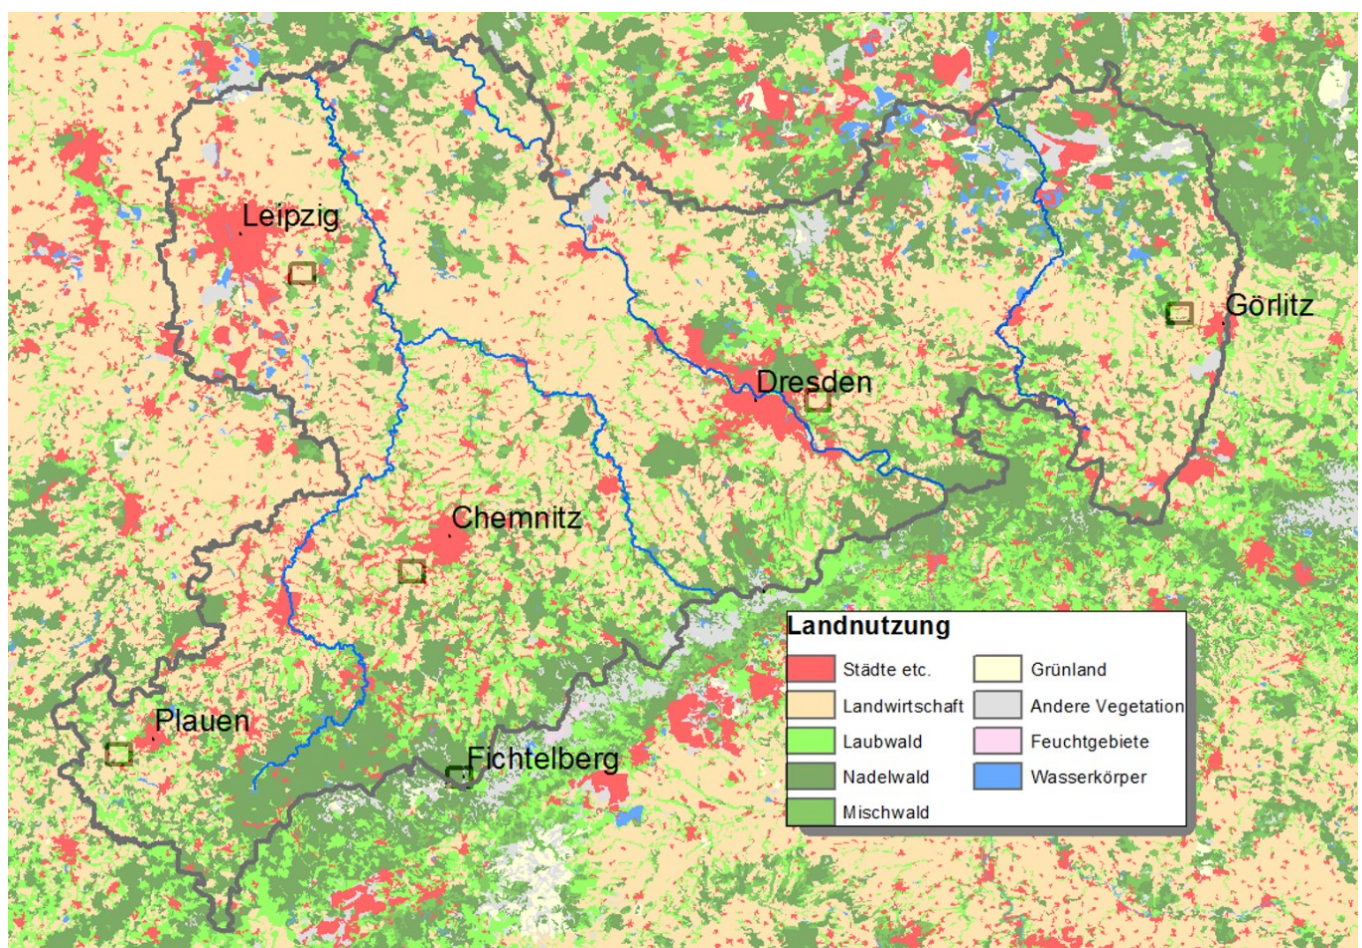 Leipzig
Görlitz
Dresden
Chemnitz
Plauen
Fichtelberg
Landnutzung
Städte etc.
Landwirtschaft
Laubwald
Nadelwald
Mischwald
Grünland
Andere Vegetation
Feuchtgebiete
Wasserkörper